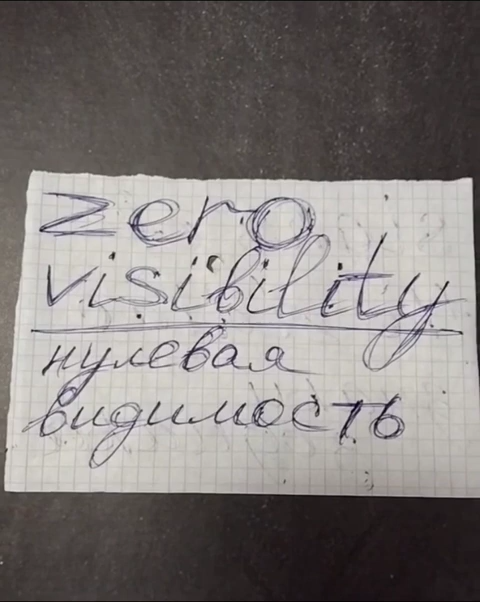 zero
visibility
нулевая
видимость